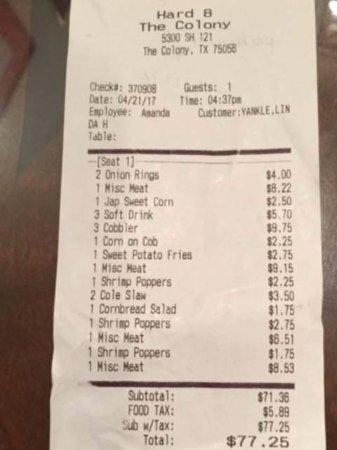 Hard 8
The Colony
5300 SH 121
The Colony, TX 75056
Check#: 370908 Guests: 1
Date: 04/21/17 Time: 04:37pm
Employee: Amanda Customer:YANKLE,LIN
DA H
Table:
[Seat 1]
2 Onion Rings $4.00
1 Misc Meat $8.22
1 Jap Sweet Corn $2.50
3 Soft Drink $5.70
3 Cobbler $9.75
1 Corn on Cob $2.25
1 Sweet Potato Fries $2.75
1 Misc Meat $9.15
1 Shrimp Poppers $2.25
2 Cole Slaw $3.50
1 Cornbread Salad $1.75
1 Shrimp Poppers $2.75
1 Misc Meat $6.51
1 Shrimp Poppers $1.75
1 Misc Meat $8.53
Subtotal: $71.36
FOOD TAX: $5.89
Sub w/Tax: $77.25
Total: $77.25